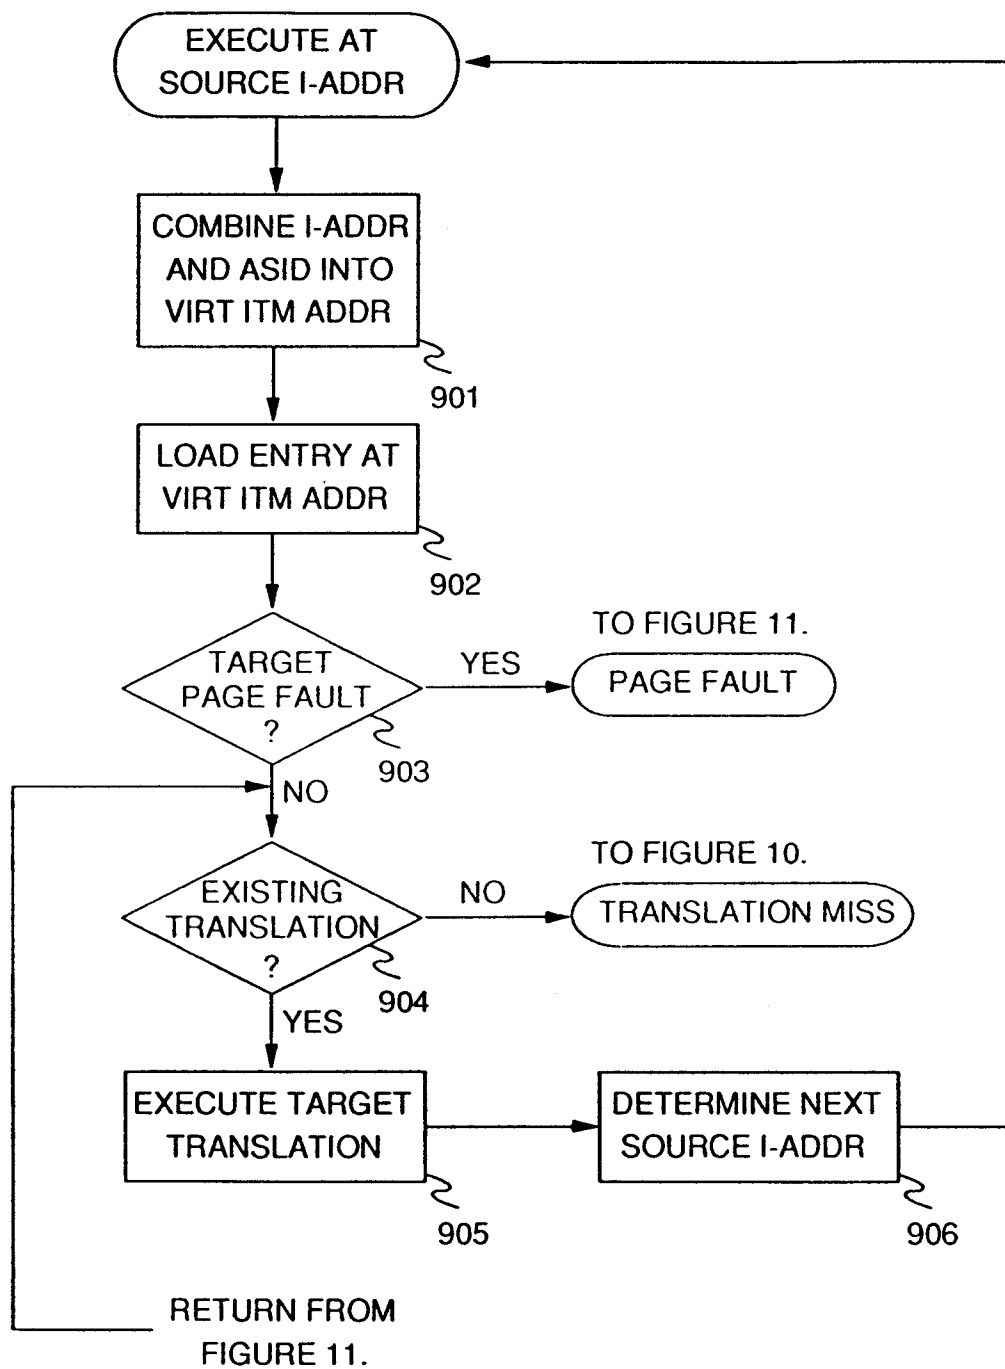 EXECUTE AT
SOURCE I-ADDR
COMBINE I-ADDR
AND ASID INTO
VIRT ITM ADDR
901
LOAD ENTRY AT
VIRT ITM ADDR
902
TARGET
PAGE FAULT
?
903
YES
TO FIGURE 11.
PAGE FAULT
NO
EXISTING
TRANSLATION
?
904
NO
TO FIGURE 10.
TRANSLATION MISS
YES
EXECUTE TARGET
TRANSLATION
905
DETERMINE NEXT
SOURCE I-ADDR
906
RETURN FROM
FIGURE 11.